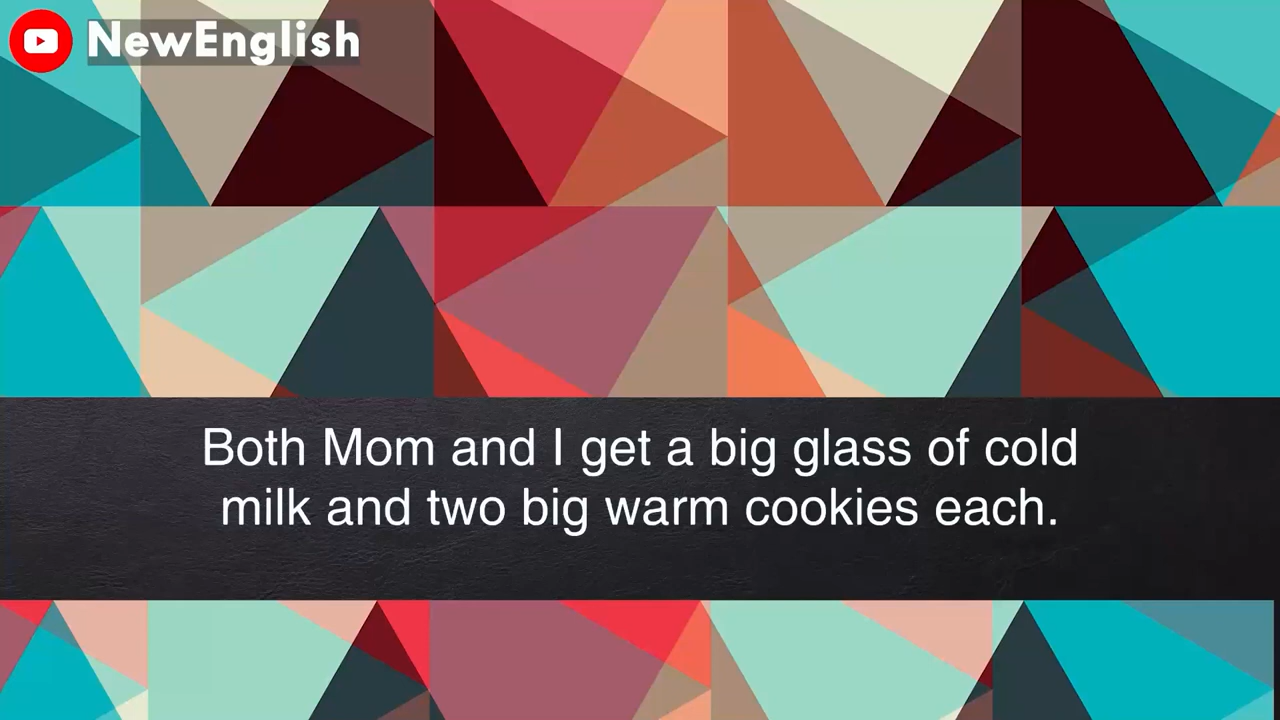 NewEnglish
Both Mom and I get a big glass of cold
milk and two big warm cookies each.